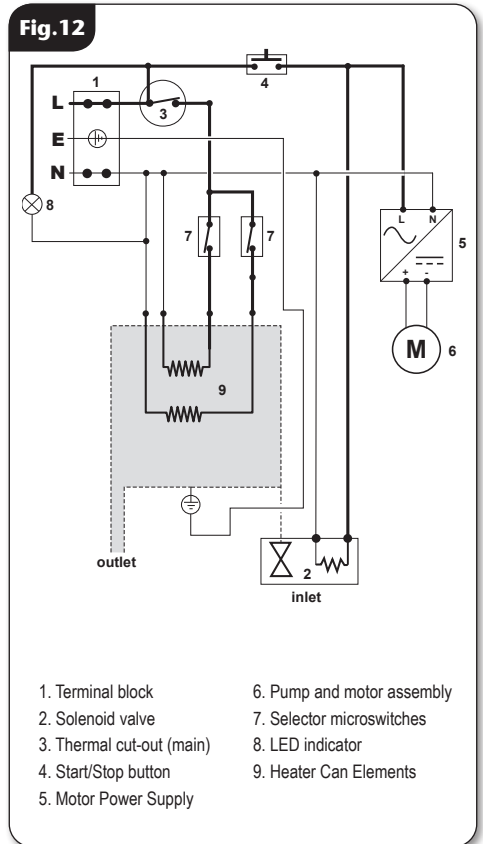 Fig.12
4
1
L
3
E
N
8
7
7
L N
5
+ -
M 6
9
outlet
2
inlet
1. Terminal block
2. Solenoid valve
3. Thermal cut-out (main)
4. Start/Stop button
5. Motor Power Supply
6. Pump and motor assembly
7. Selector microswitches
8. LED indicator
9. Heater Can Elements